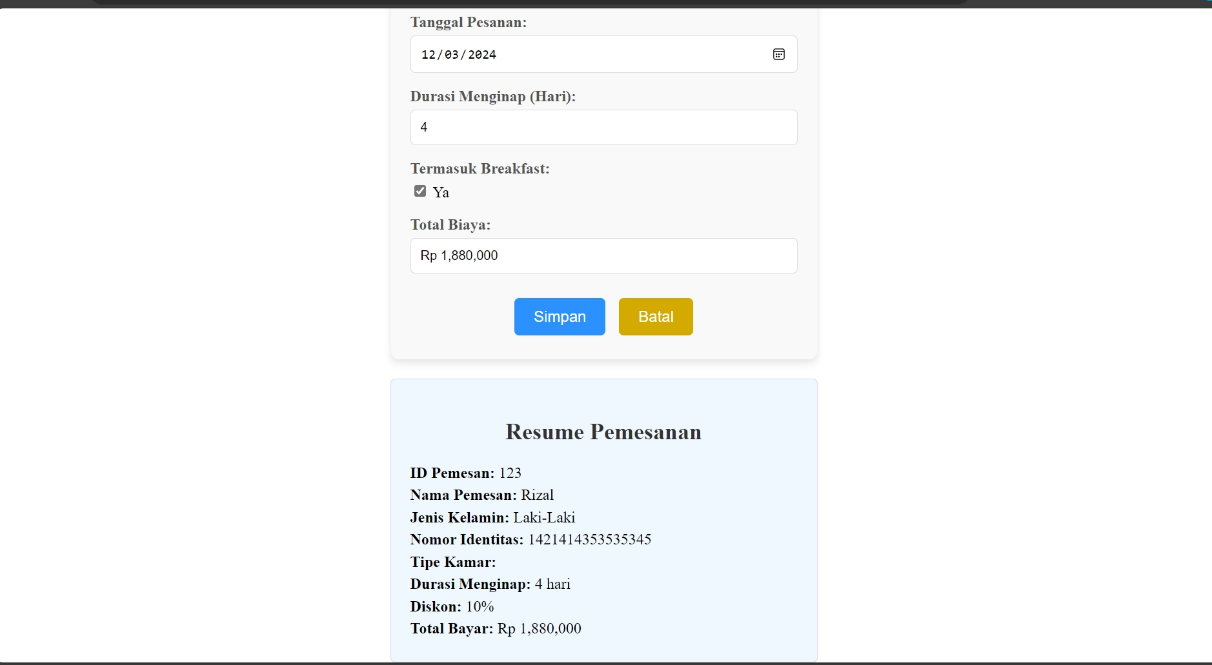 Tanggal Pesanan:
12/03/2024
Durasi Menginap (Hari):
4
Termasuk Breakfast:
Ya
Total Biaya:
Rp 1,880,000
Simpan Batal
Resume Pemesanan
ID Pemesan: 123
Nama Pemesan: Rizal
Jenis Kelamin: Laki-Laki
Nomor Identitas: 1421414353535345
Tipe Kamar:
Durasi Menginap: 4 hari
Diskon: 10%
Total Bayar: Rp 1,880,000